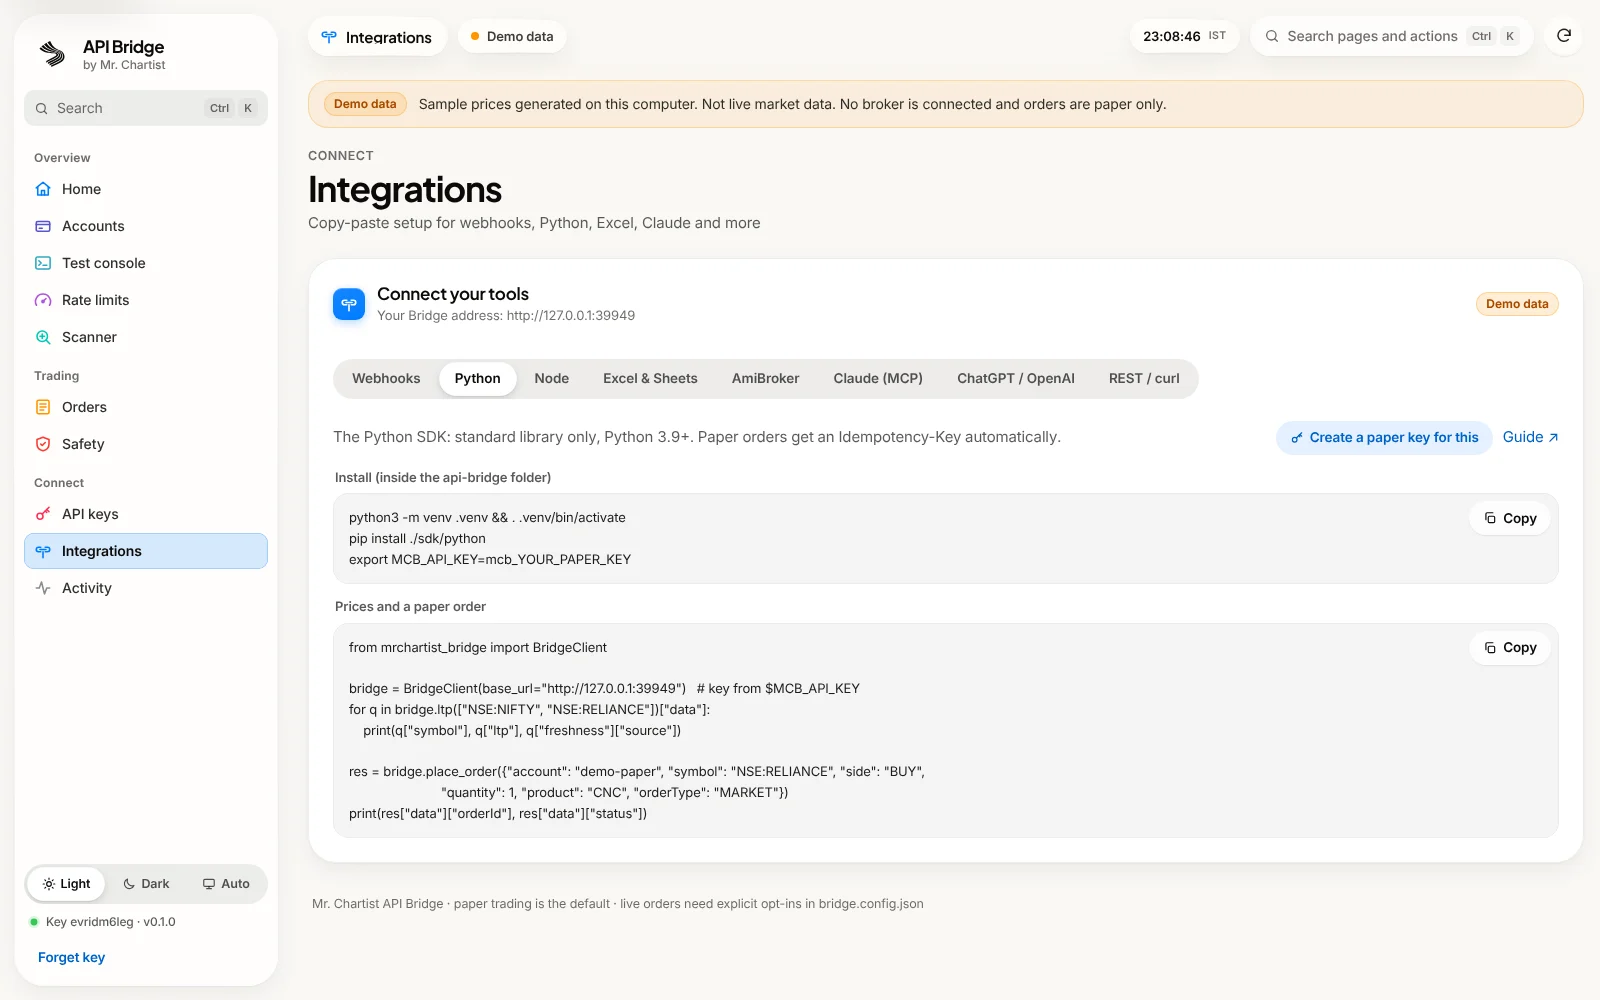 API Bridge
by Mr. Chartist
Search Ctrl K
Overview
Home
Accounts
Test console
Rate limits
Scanner
Trading
Orders
Safety
Connect
API keys
Integrations
Activity
Light Dark Auto
Key evridm6leg · v0.1.0
Forget key
Integrations Demo data
23:08:46 IST Search pages and actions Ctrl K
Demo data Sample prices generated on this computer. Not live market data. No broker is connected and orders are paper only.
CONNECT
Integrations
Copy-paste setup for webhooks, Python, Excel, Claude and more
Connect your tools
Your Bridge address: http://127.0.0.1:39949
Demo data
Webhooks Python Node Excel & Sheets AmiBroker Claude (MCP) ChatGPT / OpenAI REST / curl
The Python SDK: standard library only, Python 3.9+. Paper orders get an Idempotency-Key automatically.
Create a paper key for this Guide ↗
Install (inside the api-bridge folder)
Copy
python3 -m venv .venv && . .venv/bin/activate
pip install ./sdk/python
export MCB_API_KEY=mcb_YOUR_PAPER_KEY
Prices and a paper order
Copy
from mrchartist_bridge import BridgeClient
bridge = BridgeClient(base_url="http://127.0.0.1:39949")   # key from $MCB_API_KEY
for q in bridge.ltp(["NSE:NIFTY", "NSE:RELIANCE"])["data"]:
    print(q["symbol"], q["ltp"], q["freshness"]["source"])
res = bridge.place_order({"account": "demo-paper", "symbol": "NSE:RELIANCE", "side": "BUY",
                          "quantity": 1, "product": "CNC", "orderType": "MARKET"})
print(res["data"]["orderId"], res["data"]["status"])
Mr. Chartist API Bridge · paper trading is the default · live orders need explicit opt-ins in bridge.config.json